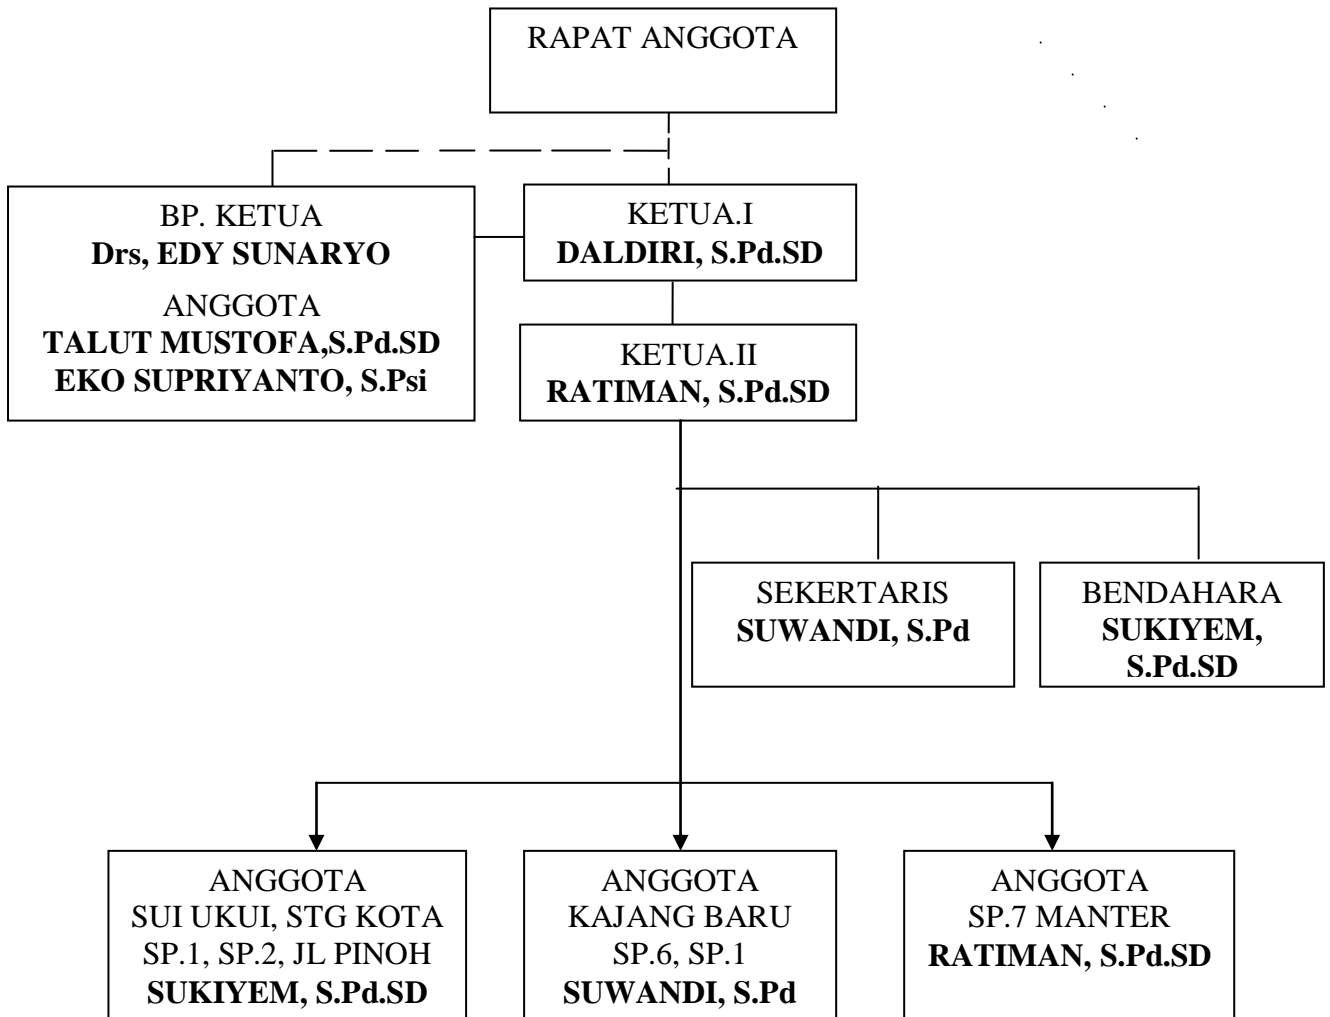 RAPAT ANGGOTA
BP. KETUA
Drs, EDY SUNARYO
ANGGOTA
TALUT MUSTOFA,S.Pd.SD
EKO SUPRIYANTO, S.Psi
KETUA.I
DALDIRI, S.Pd.SD
KETUA.II
RATIMAN, S.Pd.SD
SEKERTARIS
SUWANDI, S.Pd
BENDAHARA
SUKIYEM,
S.Pd.SD
ANGGOTA
SUI UKUI, STG KOTA
SP.1, SP.2, JL PINOH
SUKIYEM, S.Pd.SD
ANGGOTA
KAJANG BARU
SP.6, SP.1
SUWANDI, S.Pd
ANGGOTA
SP.7 MANTER
RATIMAN, S.Pd.SD